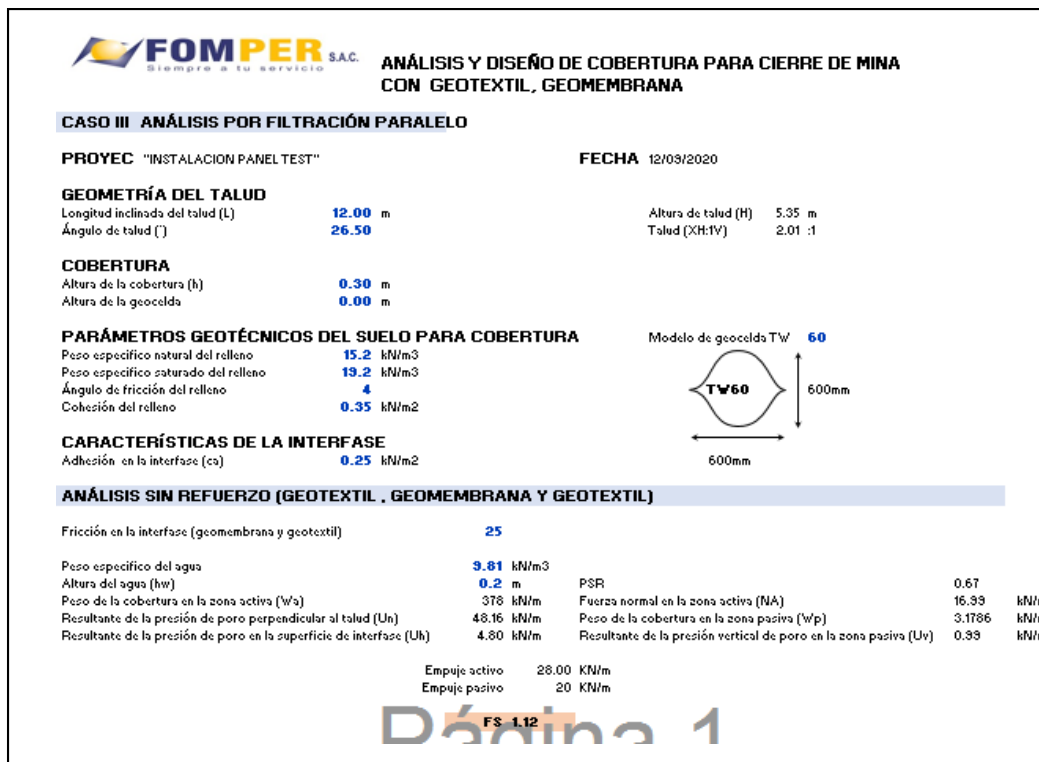 FOMPER S.A.C.
Siempre a tu servicio
ANÁLISIS Y DISEÑO DE COBERTURA PARA CIERRE DE MINA
CON GEOTEXTIL, GEOMEMBRANA
CASO III ANÁLISIS POR FILTRACIÓN PARALELO
PROYEC "INSTALACION PANEL TEST" FECHA 12/09/2020
GEOMETRÍA DEL TALUD
Longitud inclinada del talud (L) 12.00 m Altura de talud (H) 5.35 m
Ángulo de talud (°) 26.50 Talud (XH:1V) 2.01 :1
COBERTURA
Altura de la cobertura (h) 0.30 m
Altura de la geocelda 0.00 m
PARÁMETROS GEOTÉCNICOS DEL SUELO PARA COBERTURA Modelo de geocelda TW 60
Peso especifico natural del relleno 15.2 kN/m3
Peso especifico saturado del relleno 19.2 kN/m3
Ángulo de fricción del relleno 4
Cohesión del relleno 0.35 kN/m2
TW60
600mm
CARACTERÍSTICAS DE LA INTERFASE
Adhesión en la interfase (ca) 0.25 kN/m2 600mm
ANÁLISIS SIN REFUERZO (GEOTEXTIL , GEOMEMBRANA Y GEOTEXTIL)
Fricción en la interfase (geomembrana y geotextil) 25
Peso especifico del agua 9.81 kN/m3
Altura del agua (hw) 0.2 m PSR 0.67
Peso de la cobertura en la zona activa (Wa) 378 kN/m Fuerza normal en la zona activa (NA) 16.99 kN/
Resultante de la presión de poro perpendicular al talud (Un) 48.16 kN/m Peso de la cobertura en la zona pasiva (Wp) 3.1786 kN/
Resultante de la presión de poro en la superficie de interfase (Uh) 4.80 kN/m Resultante de la presión vertical de poro en la zona pasiva (Uv) 0.99 kN/
Empuje activo 28.00 KN/m
Empuje pasivo 20 KN/m
FS 1.12
Página 1